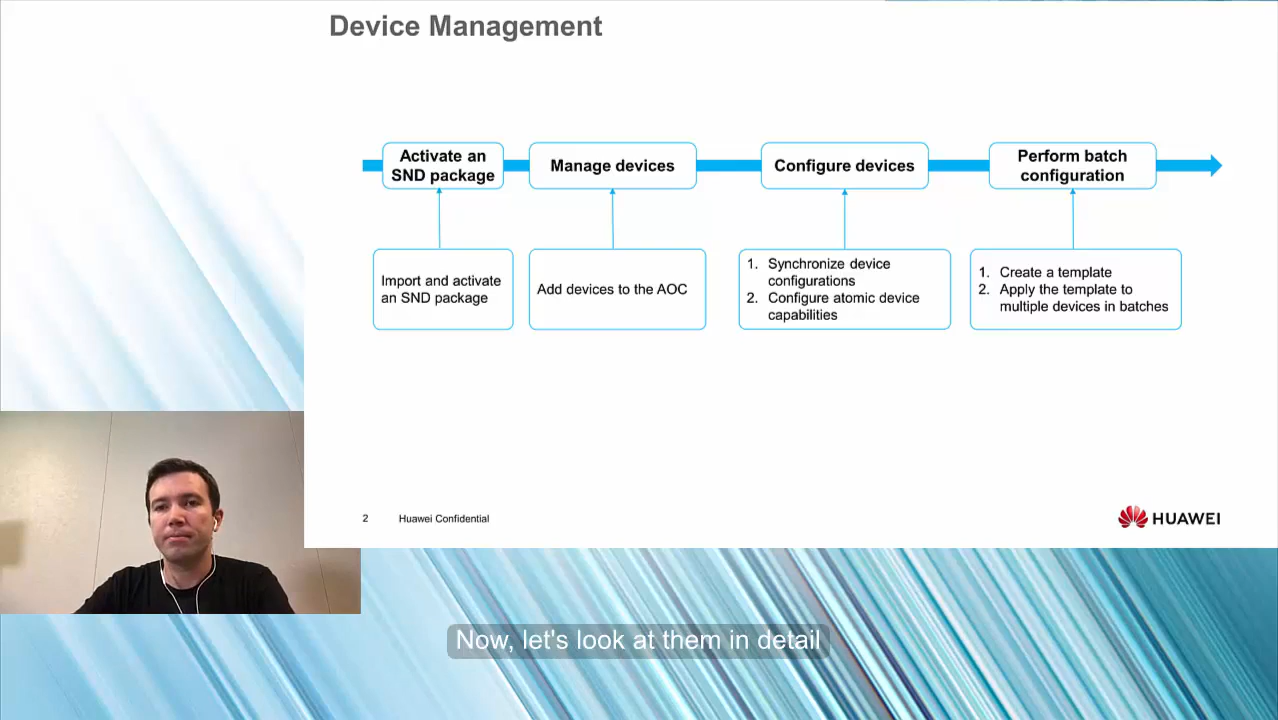 Device Management
Activate an
SND package
Manage devices
Configure devices
Perform batch
configuration
Import and activate
an SND package
Add devices to the AOC
1. Synchronize device
configurations
2. Configure atomic device
capabilities
1. Create a template
2. Apply the template to
multiple devices in batches
2 Huawei Confidential
HUAWEI
Now, let's look at them in detail